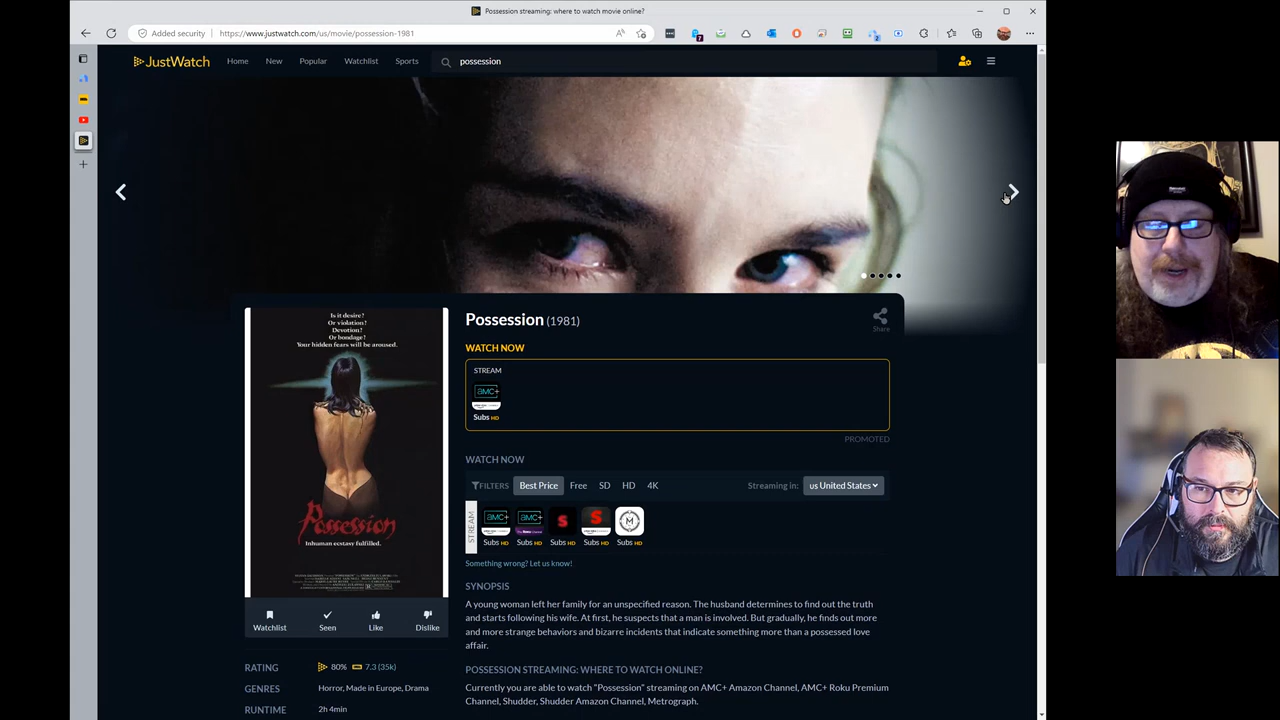 Possession streaming: where to watch movie online?
Added security
https://www.justwatch.com/us/movie/possession-1981
JustWatch
Home
New
Popular
Watchlist
Sports
possession
Is it desire?
Or violation?
Devotion?
Or bondage?
Your hidden fears will be aroused.
Possession
Inhuman ecstasy fulfilled.
Possession (1981)
Share
WATCH NOW
STREAM
aMC+
Subs HD
PROMOTED
WATCH NOW
FILTERS
Best Price
Free
SD
HD
4K
Streaming in:
us United States
STREAM
aMC+
aMC+
S
S
M
Subs HD
Subs HD
Subs HD
Subs HD
Subs HD
Something wrong? Let us know!
SYNOPSIS
A young woman left her family for an unspecified reason. The husband determines to find out the truth
and starts following his wife. At first, he suspects that a man is involved. But gradually, he finds out more
and more strange behaviors and bizarre incidents that indicate something more than a possessed love
affair.
POSSESSION STREAMING: WHERE TO WATCH ONLINE?
Currently you are able to watch "Possession" streaming on AMC+ Amazon Channel, AMC+ Roku Premium
Channel, Shudder, Shudder Amazon Channel, Metrograph.
Watchlist
Seen
Like
Dislike
RATING
80%
7.3 (35k)
GENRES
Horror, Made in Europe, Drama
RUNTIME
2h 4min